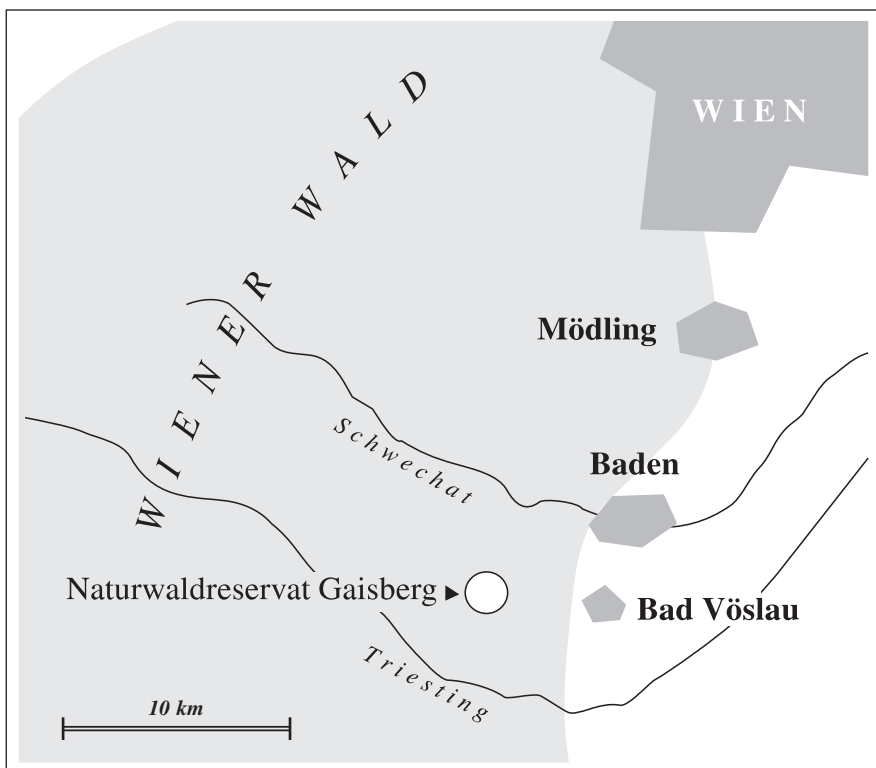 WIEN
WIENER WALD
Mödling
Schwechat
Baden
Naturwaldreservat Gaisberg
Bad Vöslau
Triesting
10 km